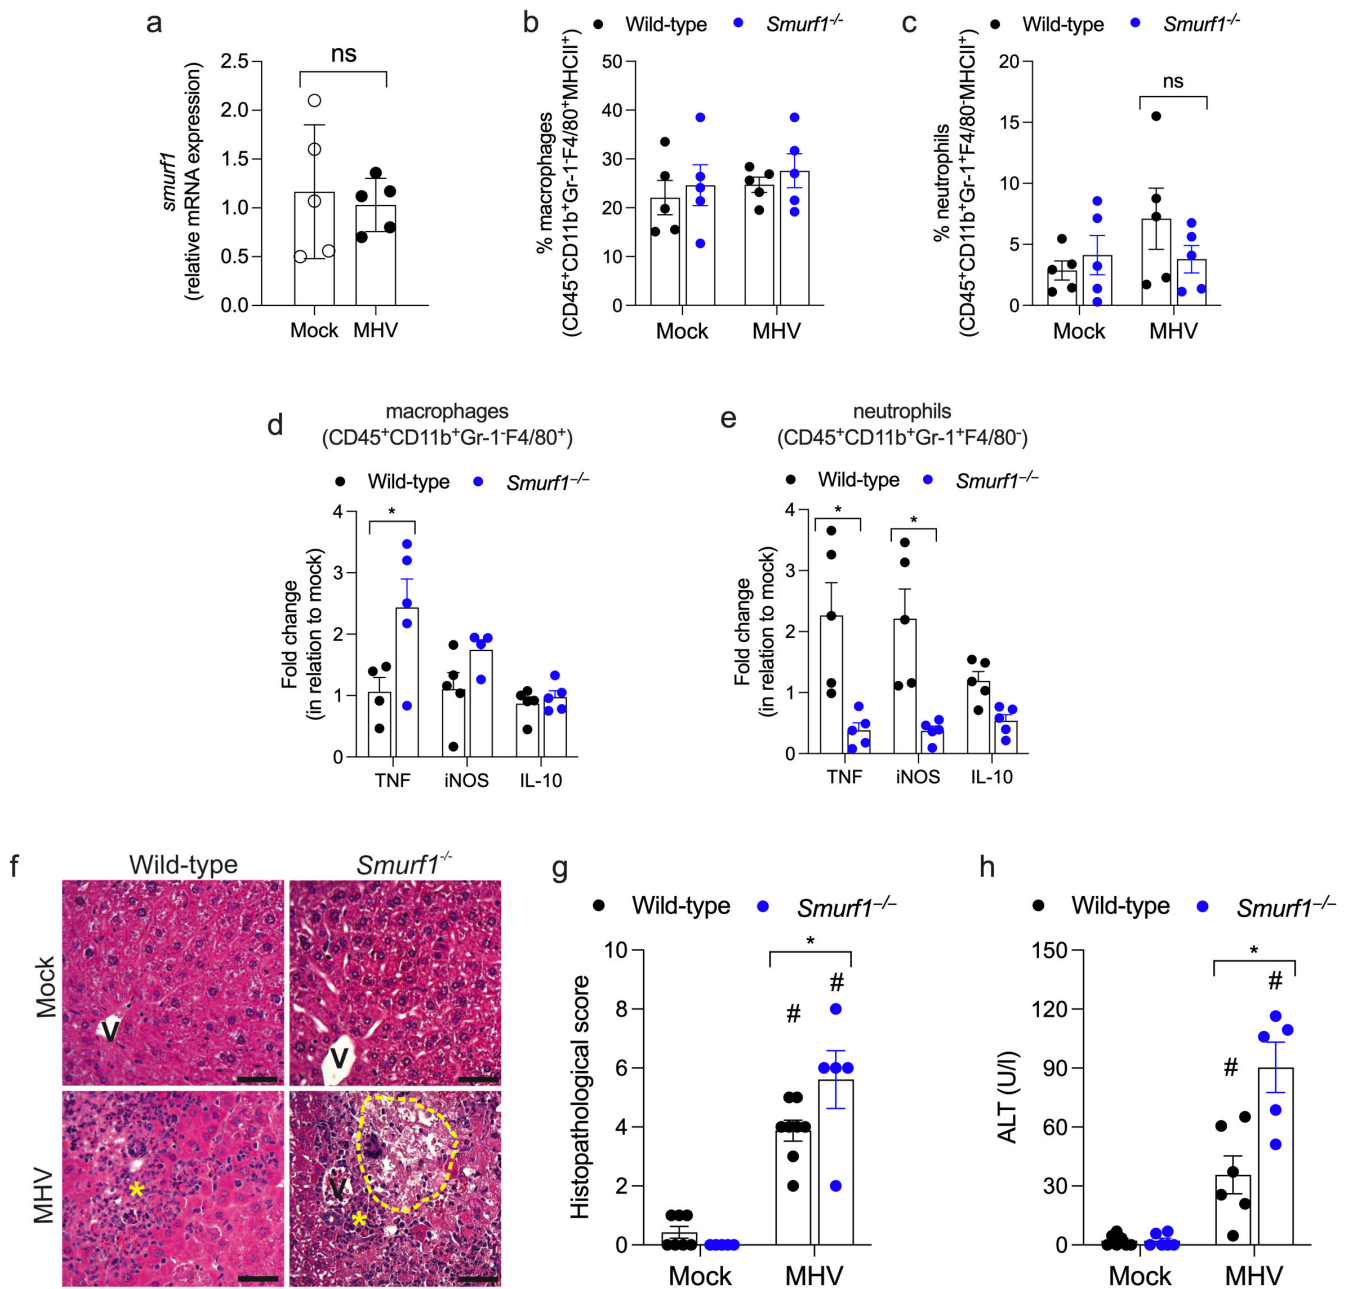 a
ns
smurf1
(relative mRNA expression)
2.5
2.0
1.5
1.0
0.5
0.0
Mock MHV
b
Wild-type Smurf1-/-
% macrophages
(CD45+CD11b+Gr-1-F4/80+MHCII+)
50
40
30
20
10
0
Mock MHV
c
Wild-type Smurf1-/-
% neutrophils
(CD45+CD11b+Gr-1+F4/80-MHCII+)
20
15
10
5
0
ns
Mock MHV
d
macrophages
(CD45+CD11b+Gr-1-F4/80+)
Wild-type Smurf1–/–
Fold change
(in relation to mock)
4
3
2
1
0
*
TNF iNOS IL-10
e
neutrophils
(CD45+CD11b+Gr-1+F4/80-)
Wild-type Smurf1–/–
Fold change
(in relation to mock)
4
3
2
1
0
* *
TNF iNOS IL-10
f
Wild-type Smurf1-/-
Mock
V V
MHV
* V *
g
Wild-type Smurf1–/–
Histopathological score
10
8
6
4
2
0
*
# #
Mock MHV
h
Wild-type Smurf1–/–
ALT (U/l)
150
120
90
60
30
0
*
# #
Mock MHV